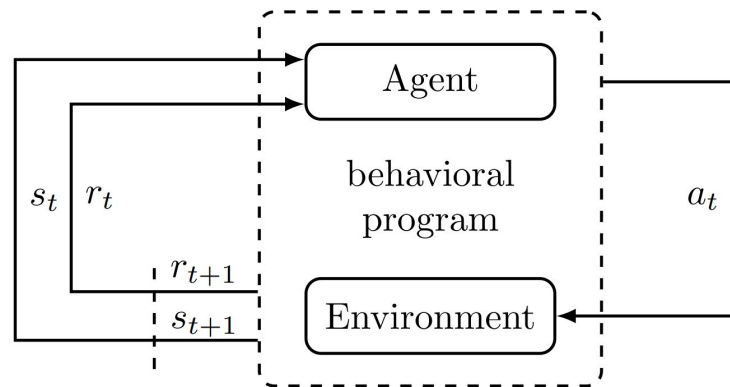 Agent
behavioral
program
s_t r_t
a_t
r_{t+1}
s_{t+1}
Environment